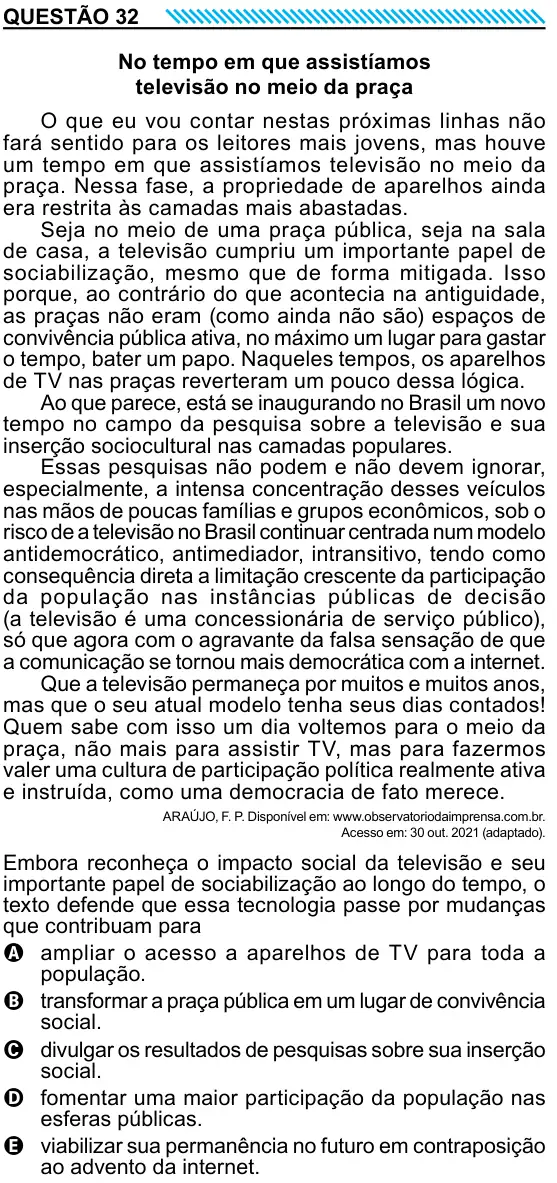 QUESTÃO 32
No tempo em que assistíamos
televisão no meio da praça
O que eu vou contar nestas próximas linhas não
fará sentido para os leitores mais jovens, mas houve
um tempo em que assistíamos televisão no meio da
praça. Nessa fase, a propriedade de aparelhos ainda
era restrita às camadas mais abastadas.
Seja no meio de uma praça pública, seja na sala
de casa, a televisão cumpriu um importante papel de
sociabilização, mesmo que de forma mitigada. Isso
porque, ao contrário do que acontecia na antiguidade,
as praças não eram (como ainda não são) espaços de
convivência pública ativa, no máximo um lugar para gastar
o tempo, bater um papo. Naqueles tempos, os aparelhos
de TV nas praças reverteram um pouco dessa lógica.
Ao que parece, está se inaugurando no Brasil um novo
tempo no campo da pesquisa sobre a televisão e sua
inserção sociocultural nas camadas populares.
Essas pesquisas não podem e não devem ignorar,
especialmente, a intensa concentração desses veículos
nas mãos de poucas famílias e grupos econômicos, sob o
risco de a televisão no Brasil continuar centrada num modelo
antidemocrático, antimediador, intransitivo, tendo como
consequência direta a limitação crescente da participação
da população nas instâncias públicas de decisão
(a televisão é uma concessionária de serviço público),
só que agora com o agravante da falsa sensação de que
a comunicação se tornou mais democrática com a internet.
Que a televisão permaneça por muitos e muitos anos,
mas que o seu atual modelo tenha seus dias contados!
Quem sabe com isso um dia voltemos para o meio da
praça, não mais para assistir TV, mas para fazermos
valer uma cultura de participação política realmente ativa
e instruída, como uma democracia de fato merece.
ARAÚJO, F. P. Disponível em: www.observatoriodaimprensa.com.br.
Acesso em: 30 out. 2021 (adaptado).
Embora reconheça o impacto social da televisão e seu
importante papel de sociabilização ao longo do tempo, o
texto defende que essa tecnologia passe por mudanças
que contribuam para
A ampliar o acesso a aparelhos de TV para toda a
população.
B transformar a praça pública em um lugar de convivência
social.
C divulgar os resultados de pesquisas sobre sua inserção
social.
D fomentar uma maior participação da população nas
esferas públicas.
E viabilizar sua permanência no futuro em contraposição
ao advento da internet.